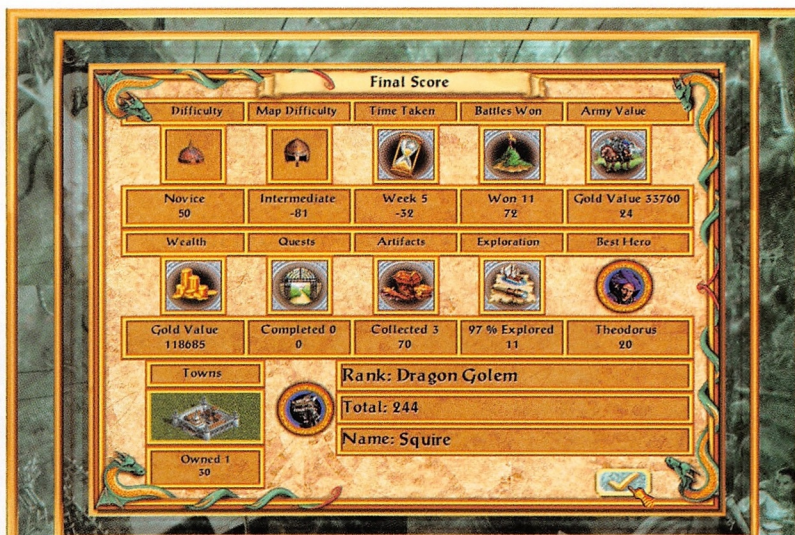 Final Score
Difficulty Map Difficulty Time Taken Battles Won Army Value
Novice Intermediate Week 5 Won 11 Gold Value 33760
50 -81 -32 72 24
Wealth Quests Artifacts Exploration Best Hero
Gold Value Completed 0 Collected 3 97 % Explored Theodorus
118685 0 70 11 20
Towns
Rank: Dragon Golem
Total: 244
Name: Squire
Owned 1
30